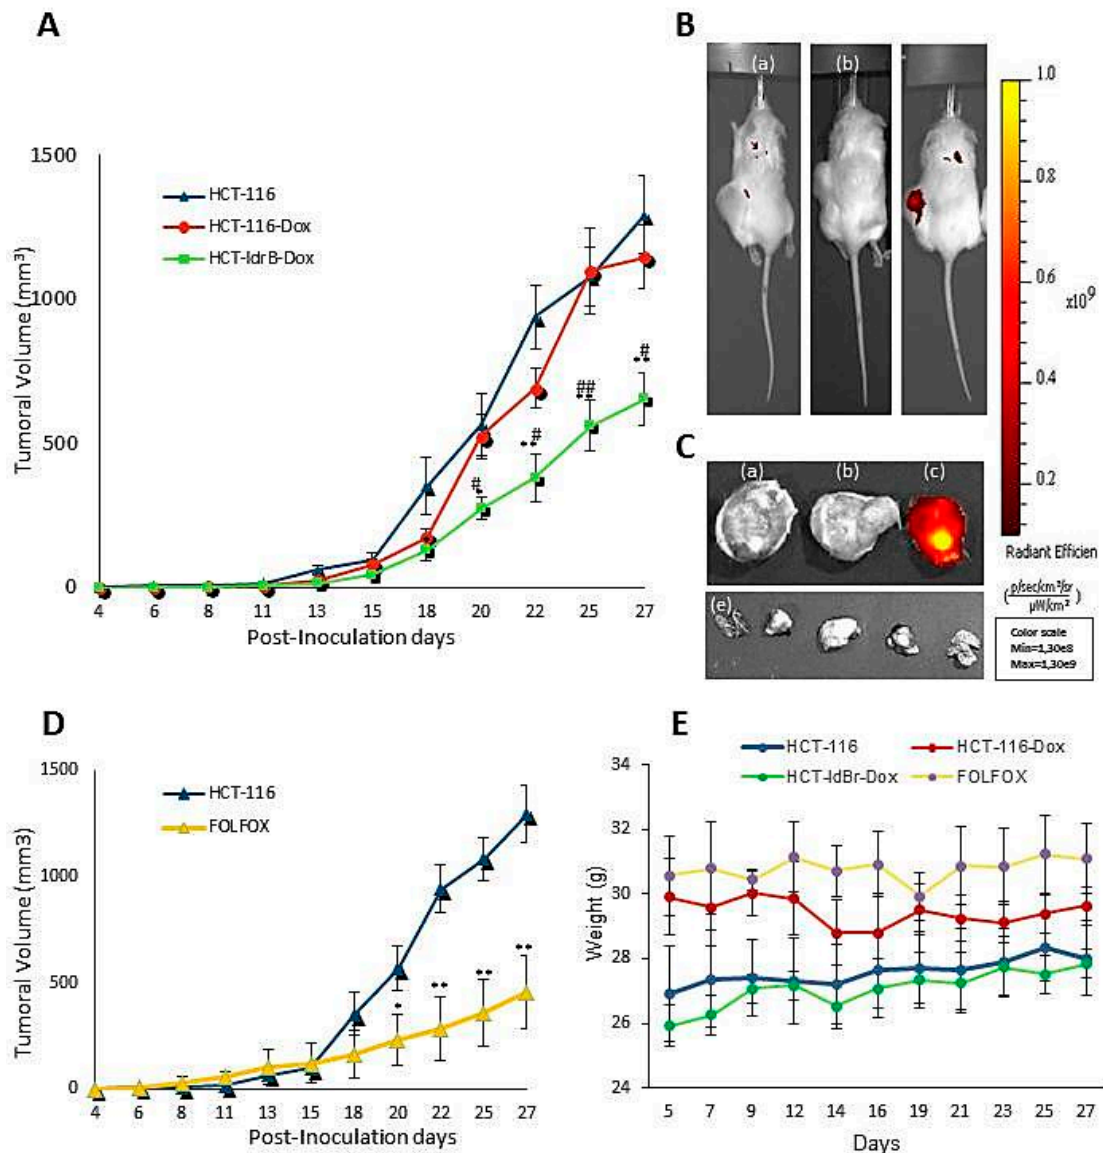 A
1500
1000
500
0
Tumoral Volume (mm³)
HCT-116
HCT-116-Dox
HCT-IdrB-Dox
#
*
**#
##
**
#
**
4 6 8 11 13 15 18 20 22 25 27
Post-Inoculation days
B
(a)
(b)
1.0
0.8
0.6
0.4
0.2
x10⁹
Radiant Efficien
(p/sec/cm²/sr
µW/cm²)
Color scale
Min=1,30e8
Max=1,30e9
C
(a)
(b)
(c)
(e)
D
1500
1000
500
0
Tumoral Volume (mm3)
HCT-116
FOLFOX
*
**
**
**
4 6 8 11 13 15 18 20 22 25 27
Post-Inoculation days
E
HCT-116
HCT-116-Dox
HCT-IdBr-Dox
FOLFOX
34
32
30
28
26
24
Weight (g)
5 7 9 12 14 16 19 21 23 25 27
Days